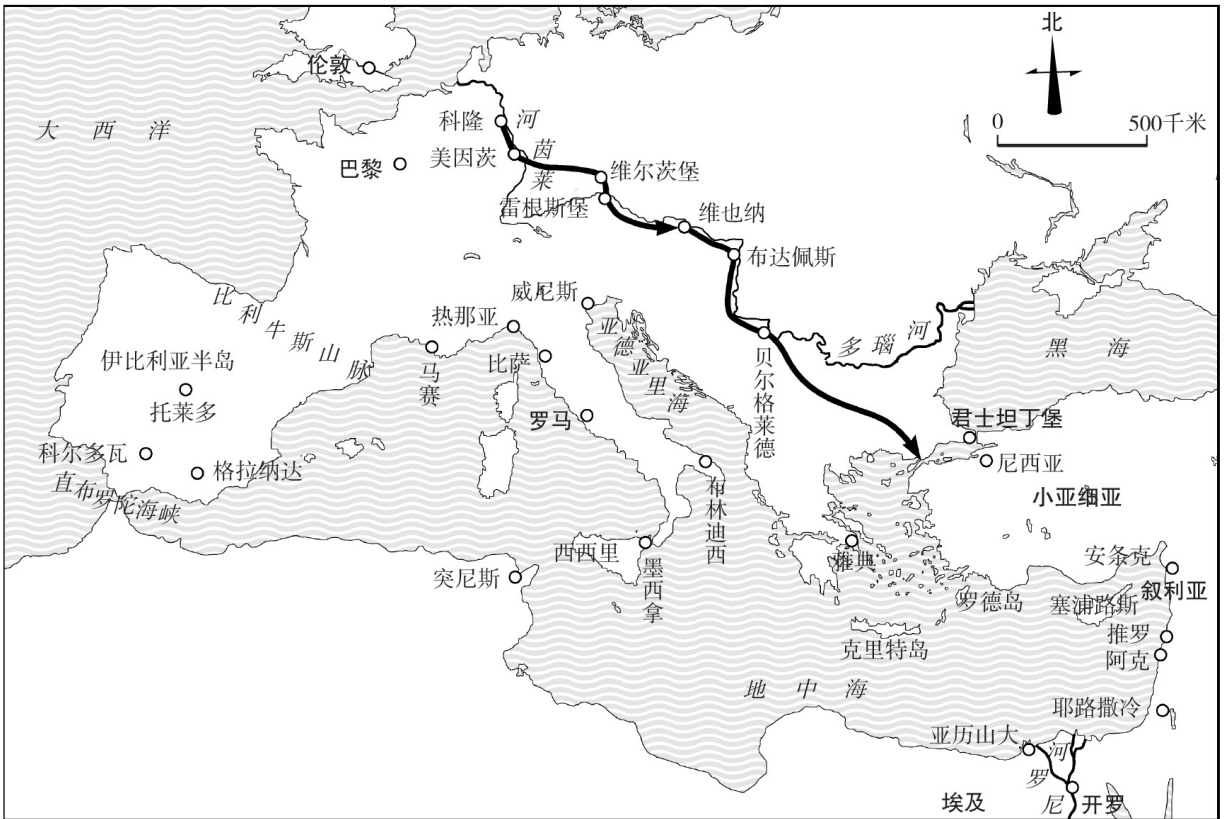 北
0 500千米
伦敦
大西洋
科隆
河
茵
莱
美因茨
巴黎
维尔茨堡
雷根斯堡
维也纳
布达佩斯
比利牛斯山脉
威尼斯
热那亚
亚德亚里海
多瑙河
黑海
伊比利亚半岛
马赛
比萨
贝尔格莱德
托莱多
罗马
君士坦丁堡
科尔多瓦
格拉纳达
尼西亚
直布罗陀海峡
布林迪西
小亚细亚
西西里
墨西拿
雅典
安条克
突尼斯
叙利亚
罗德岛
塞浦路斯
推罗
克里特岛
阿克
地中海
耶路撒冷
亚历山大
河
罗
尼
埃及
开罗